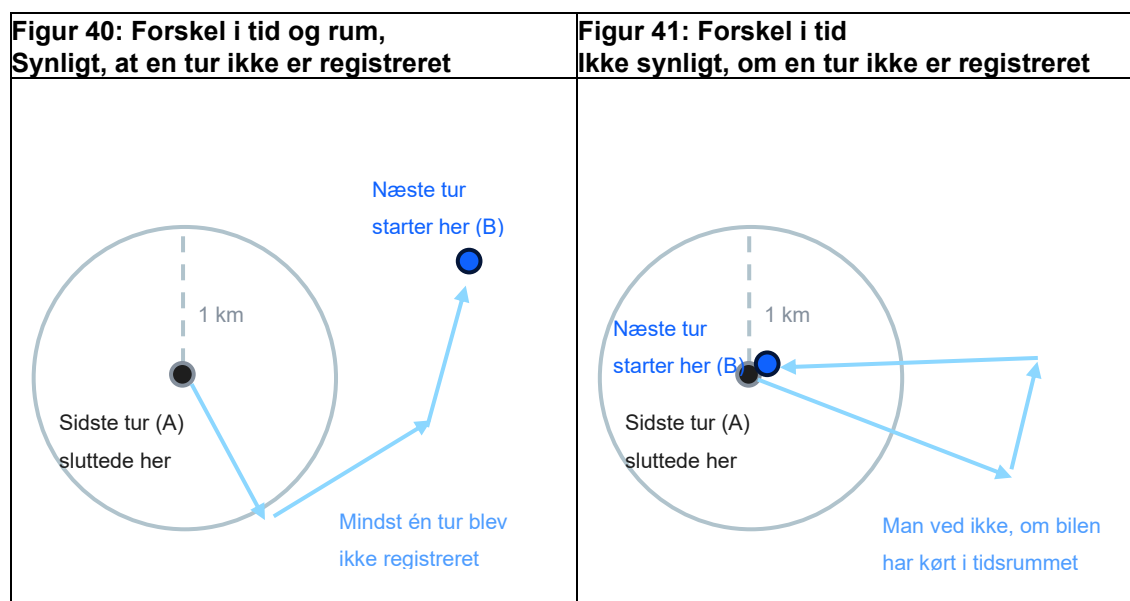 Figur 40: Forskel i tid og rum,
Synligt, at en tur ikke er registreret
Næste tur
starter her (B)
1 km
Sidste tur (A)
sluttede her
Mindst én tur blev
ikke registreret
Figur 41: Forskel i tid
Ikke synligt, om en tur ikke er registreret
1 km
Næste tur
starter her (B)
Sidste tur (A)
sluttede her
Man ved ikke, om bilen
har kørt i tidsrummet